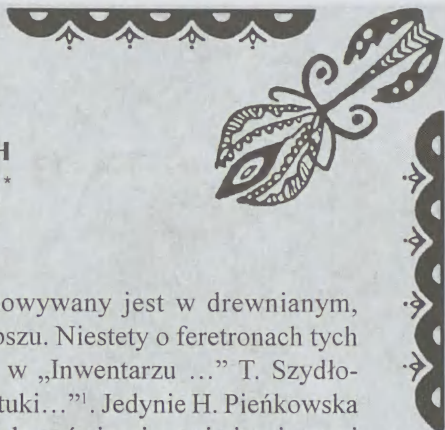 H
*
owywany jest w drewnianym,
oszu. Niestety o feretronach tych
w „Inwentarzu ...” T. Szydło-
tuki...”¹. Jedynie H. Pieńkowska